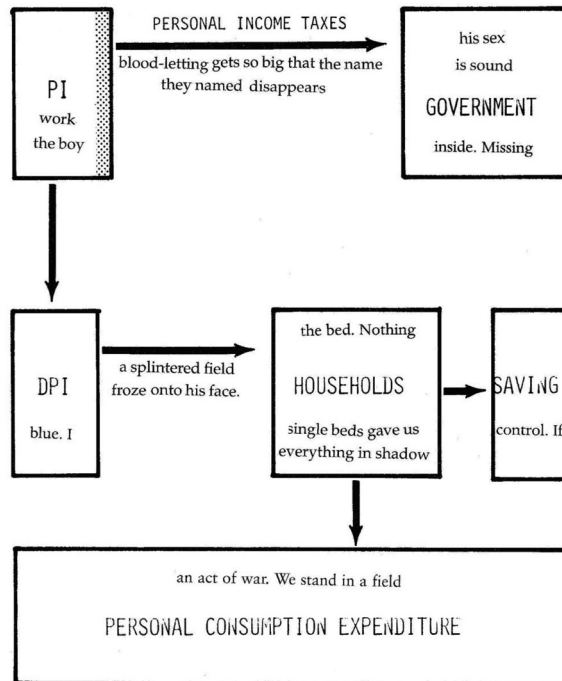 PERSONAL INCOME TAXES
blood-letting gets so big that the name
they named disappears
PI
work
the boy
his sex
is sound
GOVERNMENT
inside. Missing
DPI
blue. I
a splintered field
froze onto his face.
the bed. Nothing
HOUSEHOLDS
single beds gave us
everything in shadow
SAVING
control. If
an act of war. We stand in a field
PERSONAL CONSUMPTION EXPENDITURE